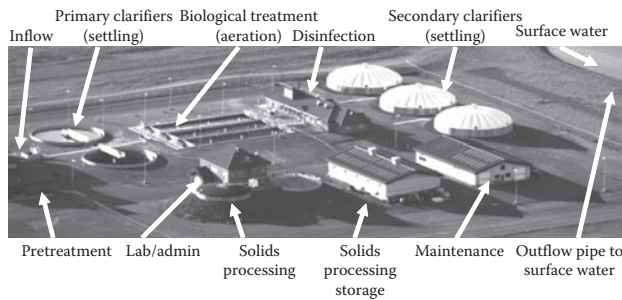 Inflow
Primary clarifiers
(settling)
Biological treatment
(aeration)
Disinfection
Secondary clarifiers
(settling)
Surface water
Pretreatment
Lab/admin
Solids
processing
Solids
processing
storage
Maintenance
Outflow pipe to
surface water